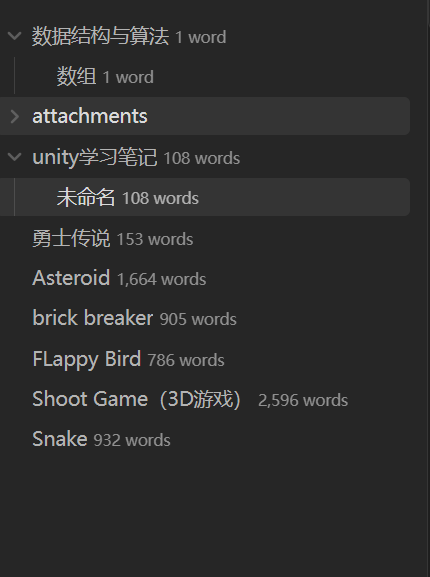 数据结构与算法 1 word
数组 1 word
attachments
unity学习笔记 108 words
未命名 108 words
勇士传说 153 words
Asteroid 1,664 words
brick breaker 905 words
FLappy Bird 786 words
Shoot Game（3D游戏） 2,596 words
Snake 932 words